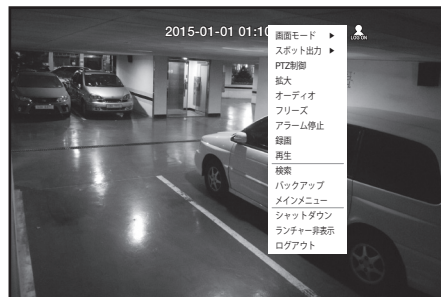 2015-01-01 01:10
LOG ON
画面モード ▶
スポット出力 ▶
PTZ制御
拡大
オーディオ
フリーズ
アラーム停止
録画
再生
検索
バックアップ
メインメニュー
シャットダウン
ランチャー非表示
ログアウト